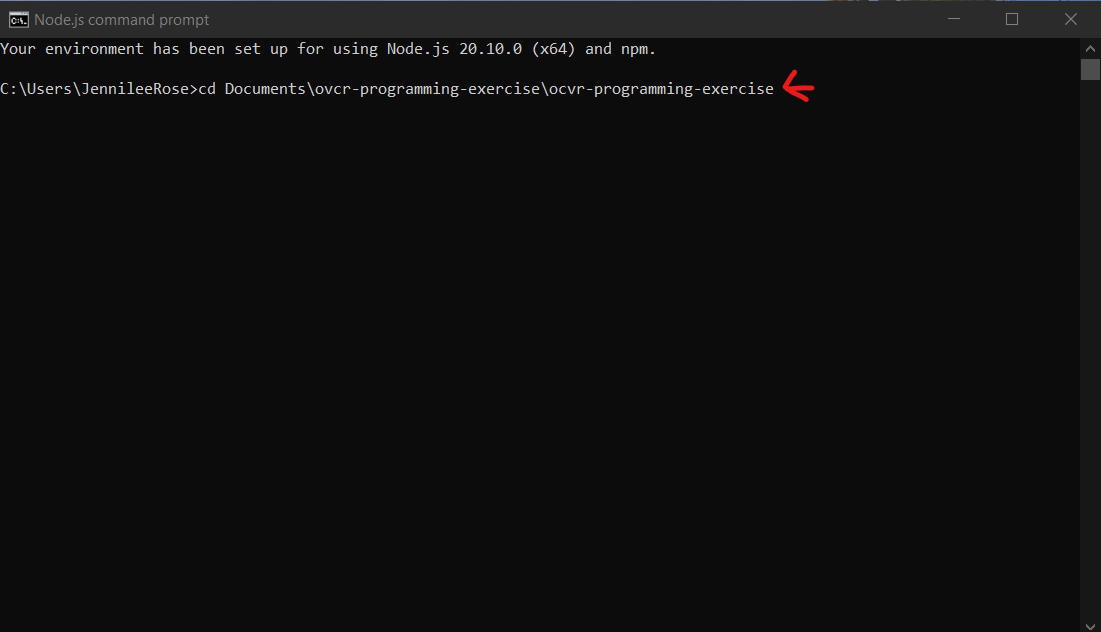 Node.js command prompt
Your environment has been set up for using Node.js 20.10.0 (x64) and npm.
C:\Users\JennileeRose>cd Documents\ovcr-programming-exercise\ocvr-programming-exercise